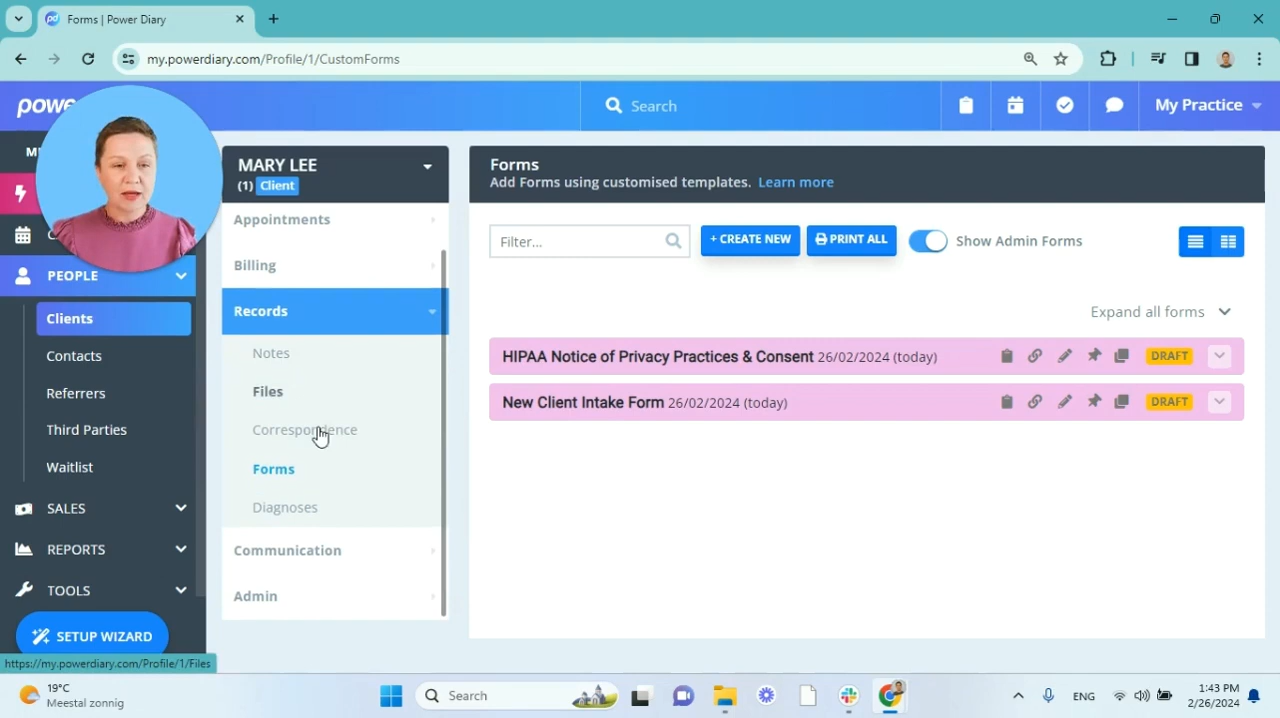 Forms | Power Diary
my.powerdiary.com/Profile/1/CustomForms
Search
My Practice
MARY LEE
(1) Client
Forms
Add Forms using customised templates. Learn more
PEOPLE
Clients
Contacts
Referrers
Third Parties
Waitlist
SALES
REPORTS
TOOLS
SETUP WIZARD
Appointments
Billing
Records
Notes
Files
Correspondence
Forms
Diagnoses
Communication
Admin
Filter...
+ CREATE NEW
PRINT ALL
Show Admin Forms
Expand all forms
HIPAA Notice of Privacy Practices & Consent 26/02/2024 (today)
DRAFT
New Client Intake Form 26/02/2024 (today)
DRAFT
https://my.powerdiary.com/Profile/1/Files
19°C
Meestal zonnig
Search
ENG
1:43 PM
2/26/2024